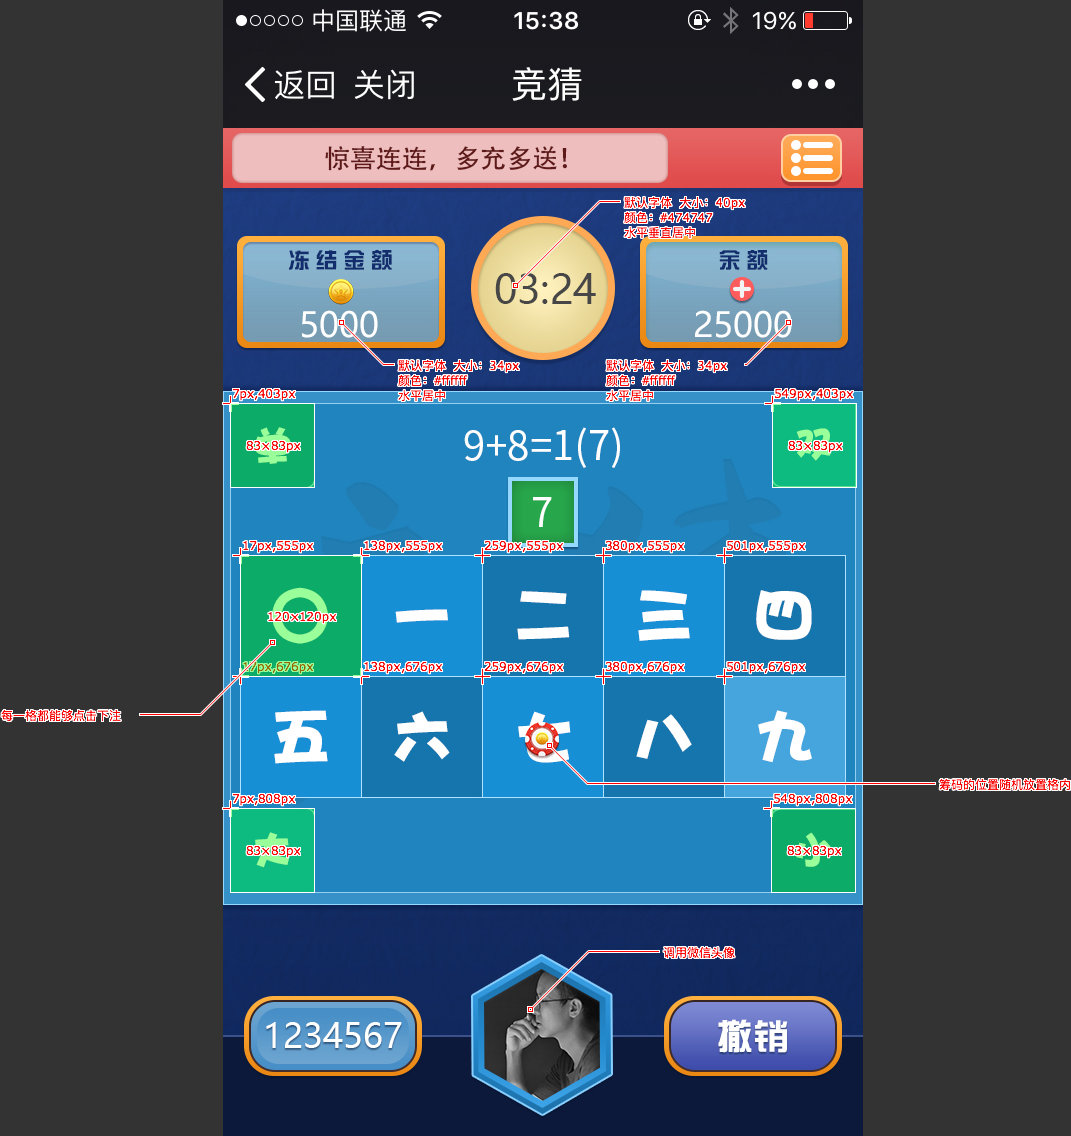 中国联通 15:38 19%
返回 关闭 竞猜
惊喜连连，多充多送！
默认字体 大小：40px
颜色：#474747
水平垂直居中
冻结金额
5000
03:24
余额
25000
默认字体 大小：34px
颜色：#ffffff
水平居中
默认字体 大小：34px
颜色：#ffffff
水平居中
7px,403px
549px,403px
单
83×83px
9+8=1(7)
双
83×83px
7
17px,555px
138px,555px
259px,555px
380px,555px
501px,555px
〇
120×120px
一
二
三
四
17px,676px
138px,676px
259px,676px
380px,676px
501px,676px
每一格都能够点击下注
五
六
七
八
九
筹码的位置随机放置格内
7px,808px
548px,808px
大
83×83px
小
83×83px
调用微信头像
1234567
撤销